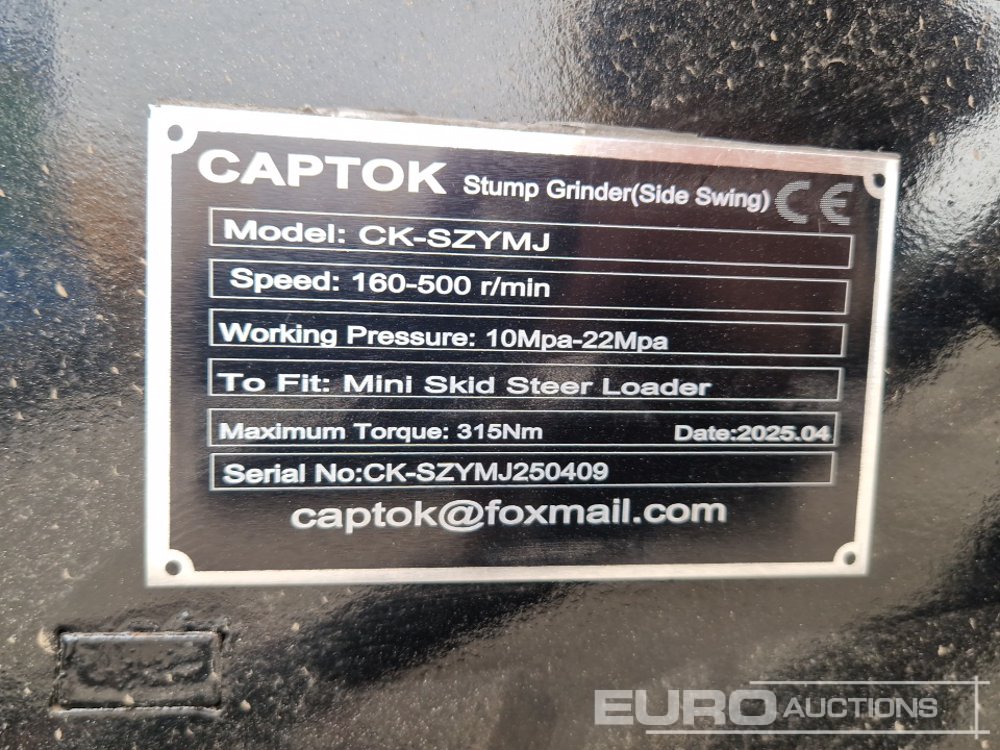 CAPTOK Stump Grinder(Side Swing) CE
Model: CK-SZYMJ
Speed: 160-500 r/min
Working Pressure: 10Mpa-22Mpa
To Fit: Mini Skid Steer Loader
Maximum Torque: 315Nm Date:2025.04
Serial No:CK-SZYMJ250409
captok@foxmail.com
EURO AUCTIONS